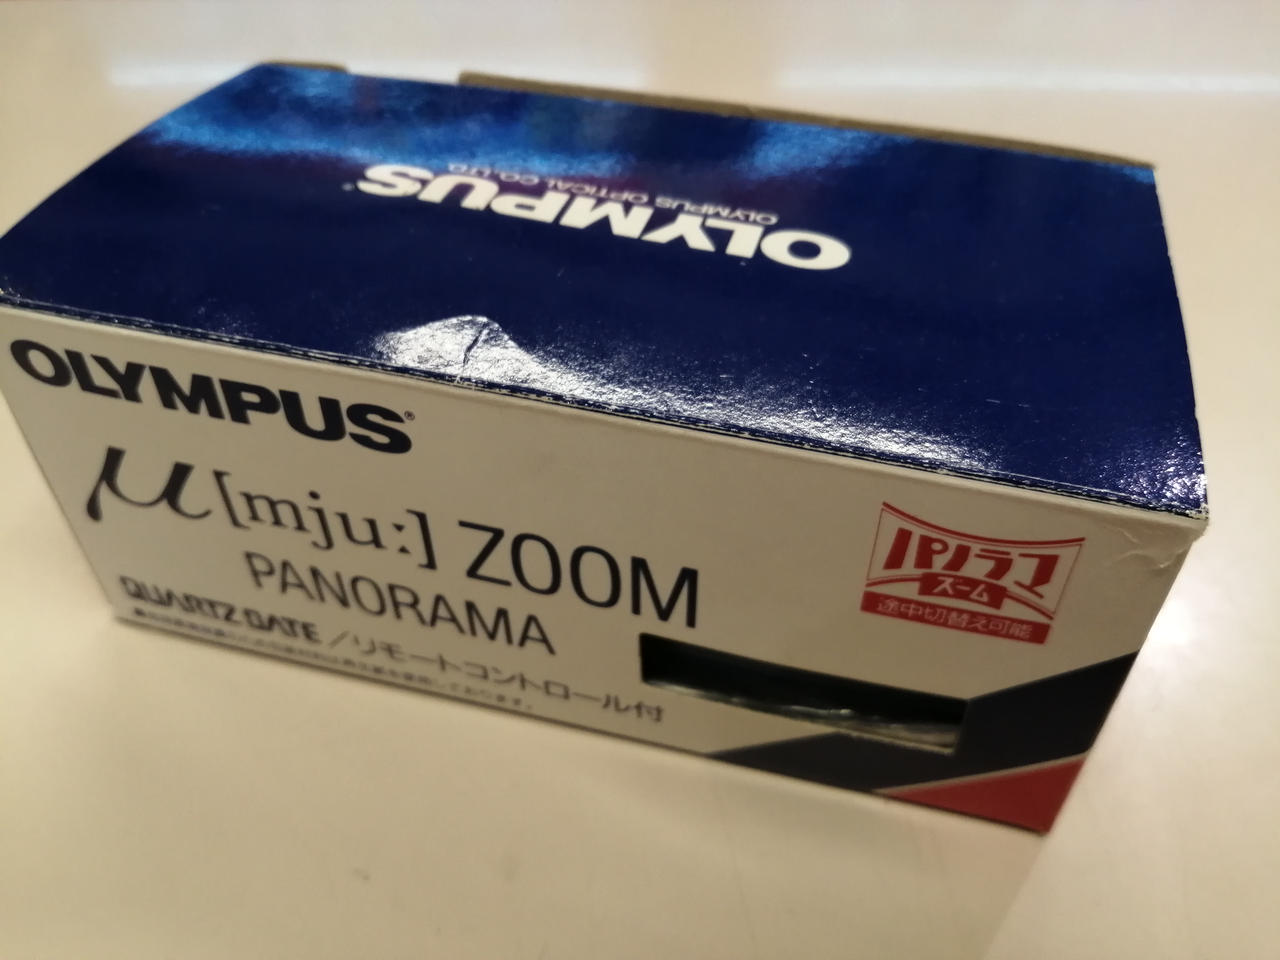 OLYMPUS®
OLYMPUS OPTICAL CO., LTD.
OLYMPUS®
μ[mju:] ZOOM
PANORAMA
QUARTZ DATE /リモートコントロール付
パノラマ
ズーム
途中切替え可能